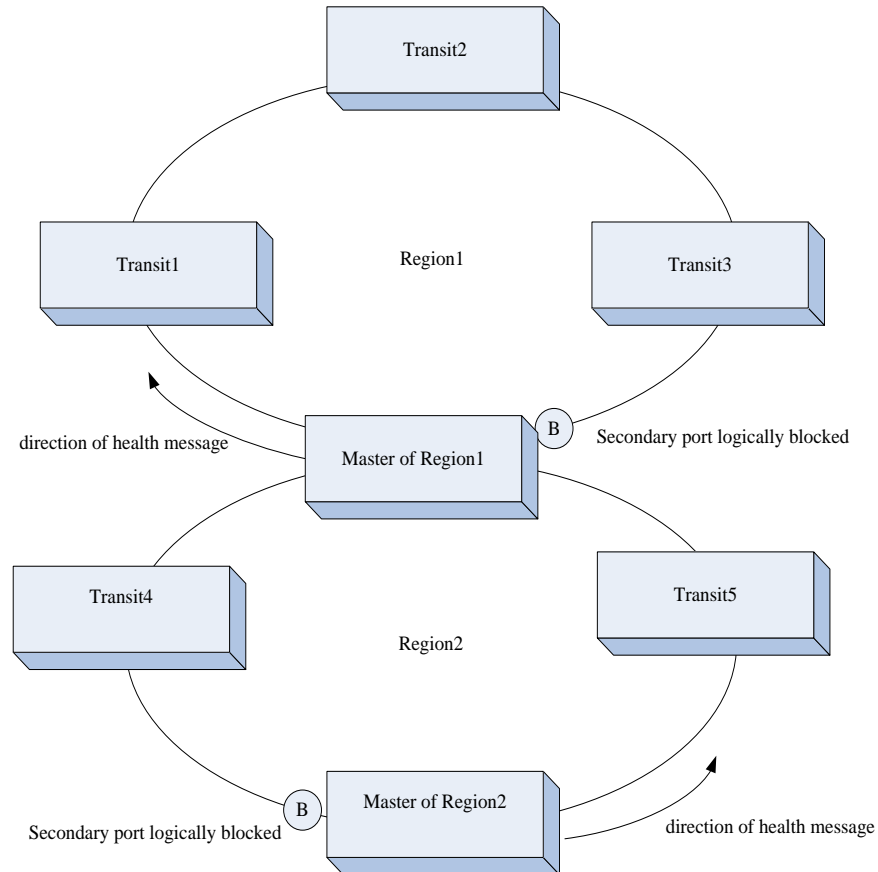 Transit2
Transit1
Region1
Transit3
B
direction of health message
Secondary port logically blocked
Master of Region1
Transit4
Transit5
Region2
B
Master of Region2
Secondary port logically blocked
direction of health message